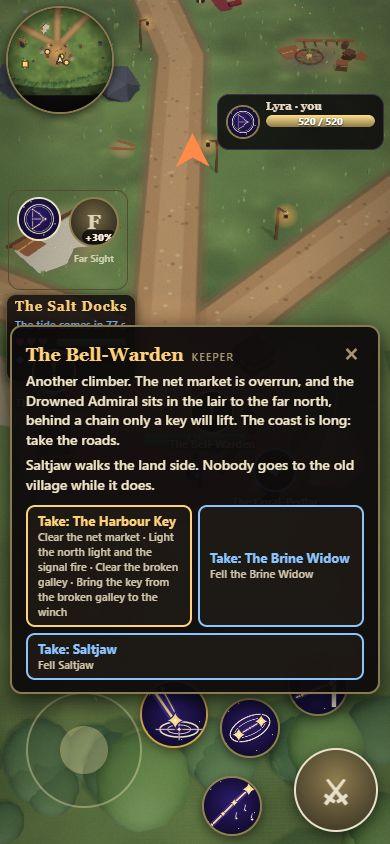 Lyra · you
520 / 520
F
+30%
Far Sight
The Salt Docks
The tide comes in 77 s
The Bell-Warden KEEPER ×
Another climber. The net market is overrun, and the
Drowned Admiral sits in the lair to the far north,
behind a chain only a key will lift. The coast is long:
take the roads.
Saltjaw walks the land side. Nobody goes to the old
village while it does.
Take: The Harbour Key
Clear the net market · Light
the north light and the
signal fire · Clear the broken
galley · Bring the key from
the broken galley to the
winch
Take: The Brine Widow
Fell the Brine Widow
Take: Saltjaw
Fell Saltjaw